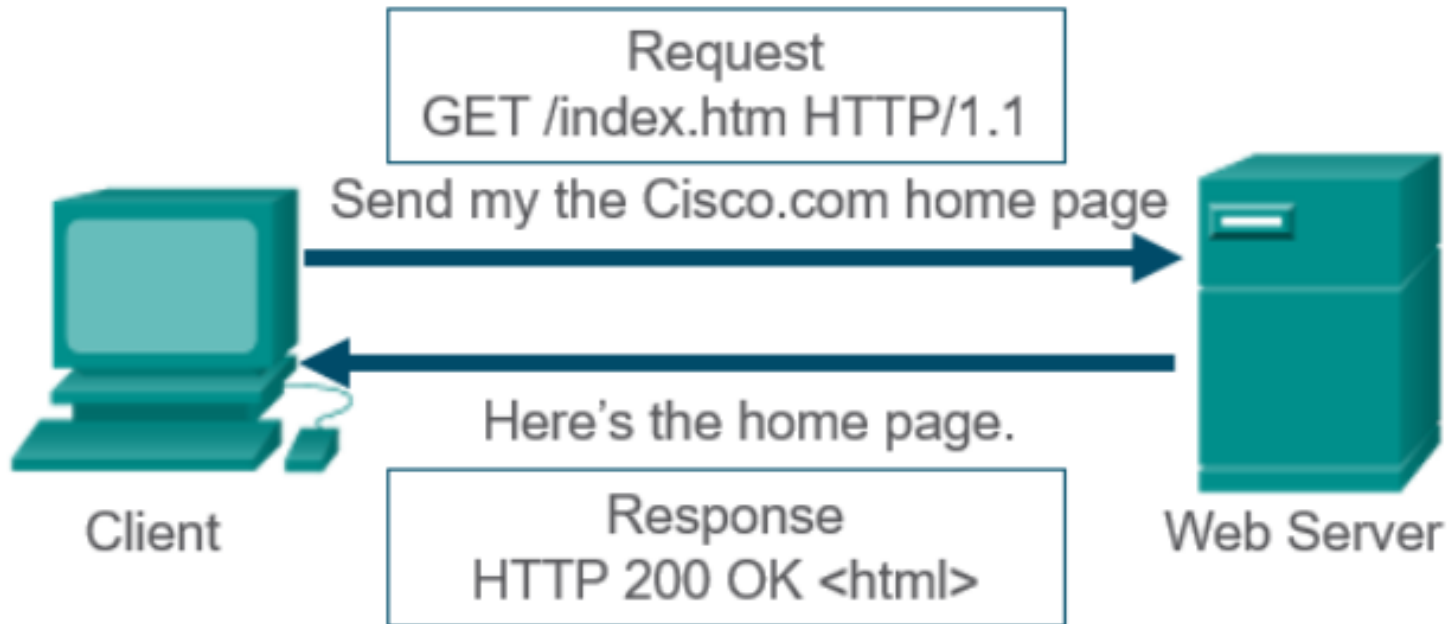 Request
GET /index.htm HTTP/1.1
Send my the Cisco.com home page
Here's the home page.
Client
Web Server
Response
HTTP 200 OK <html>